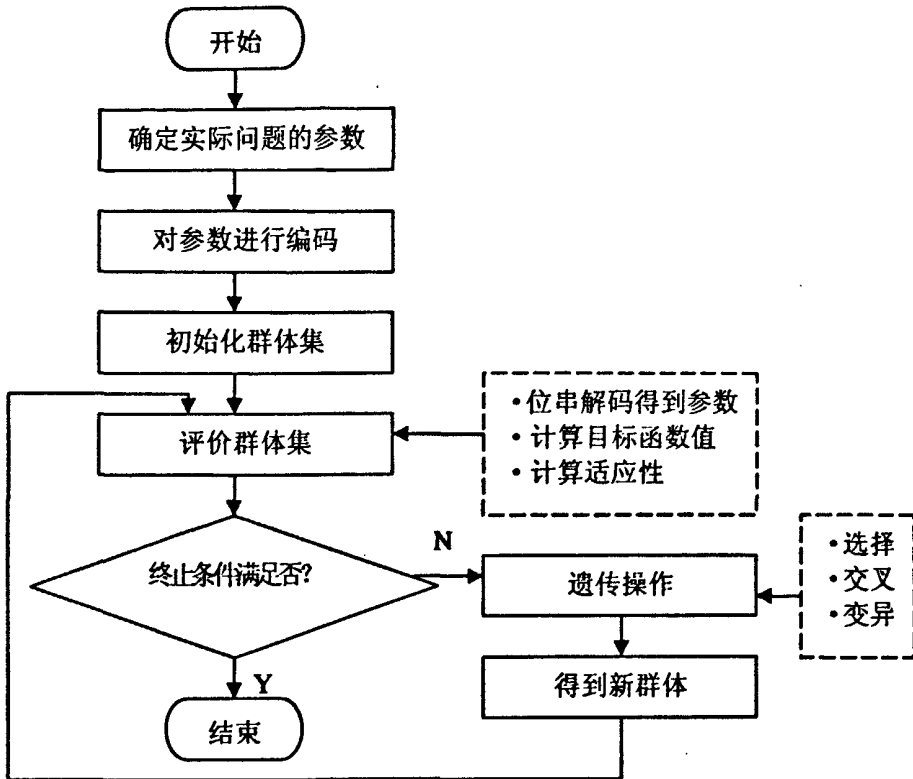 开始
确定实际问题的参数
对参数进行编码
初始化群体集
评价群体集
·位串解码得到参数
·计算目标函数值
·计算适应性
终止条件满足否?
N
遗传操作
·选择
·交叉
·变异
Y
得到新群体
结束